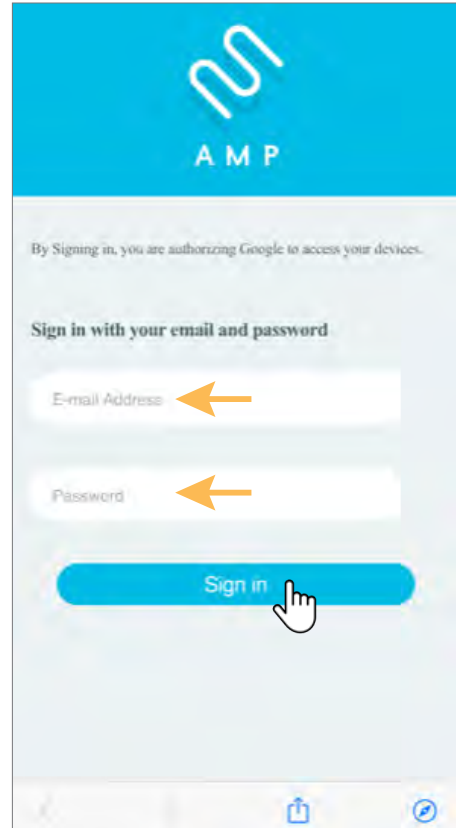 AMP
By Signing in, you are authorizing Google to access your devices.
Sign in with your email and password
E-mail Address
Password
Sign in